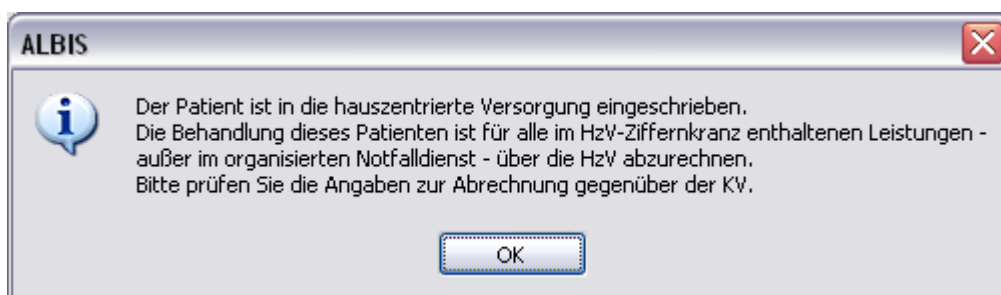 ALBIS
Der Patient ist in die hauszentrierte Versorgung eingeschrieben.
Die Behandlung dieses Patienten ist für alle im HzV-Ziffernkranz enthaltenen Leistungen -
außer im organisierten Notfalldienst - über die HzV abzurechnen.
Bitte prüfen Sie die Angaben zur Abrechnung gegenüber der KV.
OK